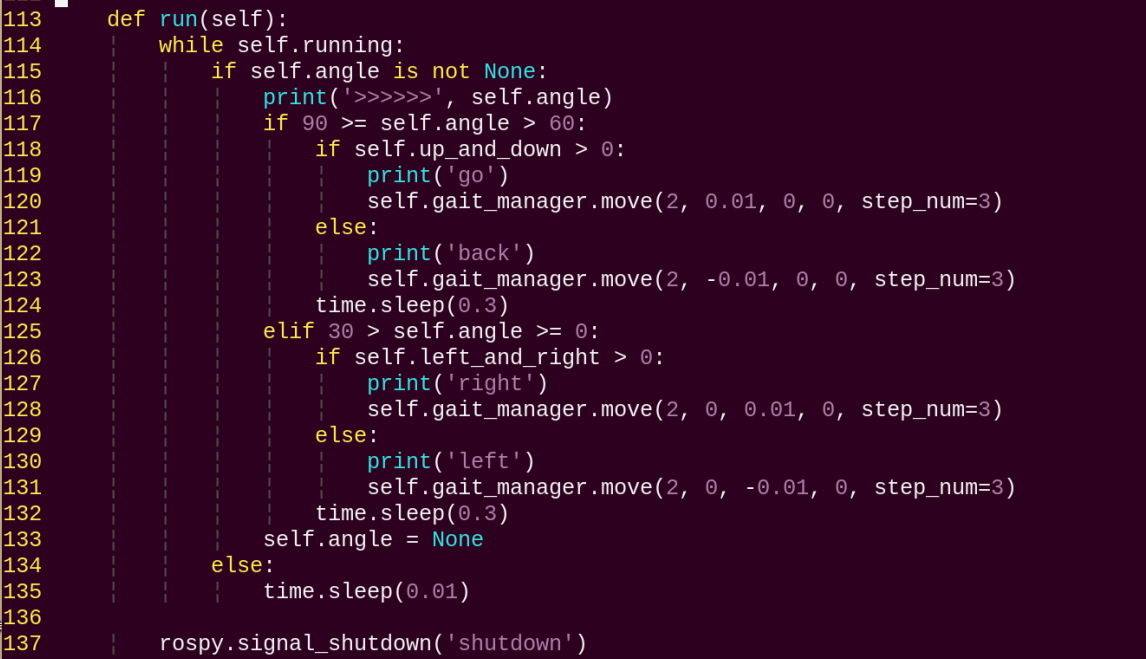 113     def run(self):
114         while self.running:
115             if self.angle is not None:
116                 print('>>>>>>', self.angle)
117                 if 90 >= self.angle > 60:
118                     if self.up_and_down > 0:
119                         print('go')
120                         self.gait_manager.move(2, 0.01, 0, 0, step_num=3)
121                     else:
122                         print('back')
123                         self.gait_manager.move(2, -0.01, 0, 0, step_num=3)
124                     time.sleep(0.3)
125                 elif 30 > self.angle >= 0:
126                     if self.left_and_right > 0:
127                         print('right')
128                         self.gait_manager.move(2, 0, 0.01, 0, step_num=3)
129                     else:
130                         print('left')
131                         self.gait_manager.move(2, 0, -0.01, 0, step_num=3)
132                     time.sleep(0.3)
133                 self.angle = None
134             else:
135                 time.sleep(0.01)
136
137         rospy.signal_shutdown('shutdown')